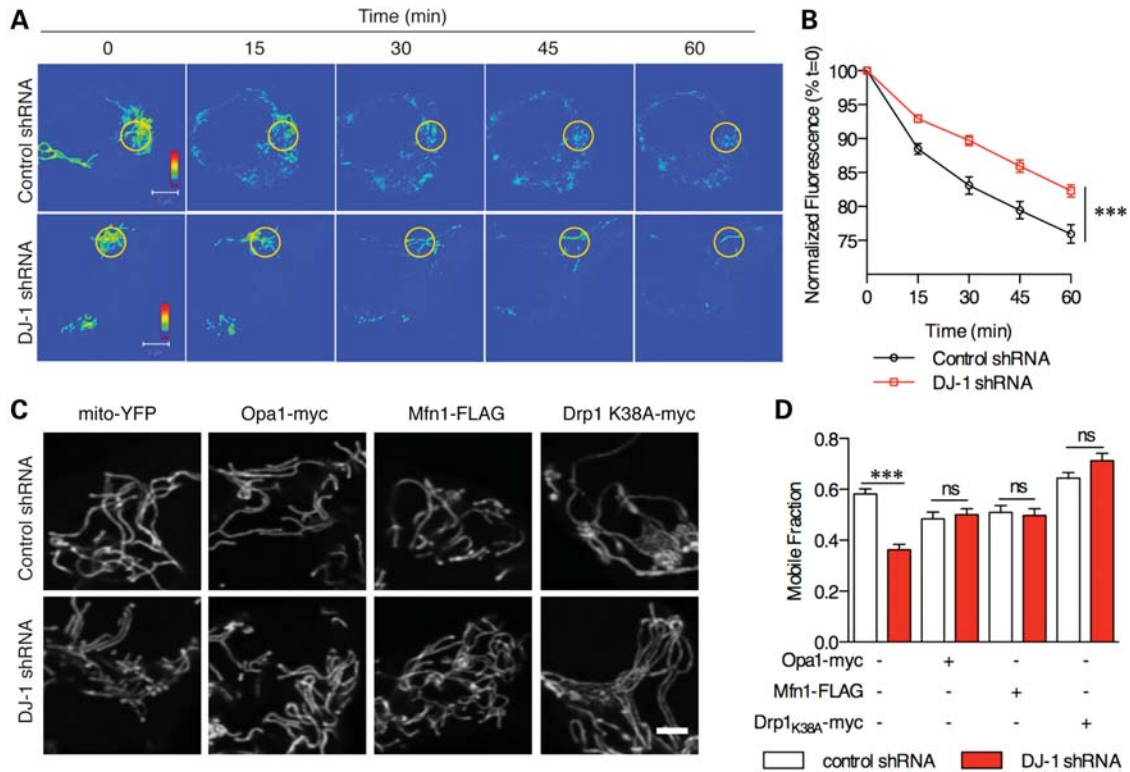 A
Time (min)
0 15 30 45 60
Control shRNA
DJ-1 shRNA
B
Normalized Fluorescence (% t=0)
100
95
90
85
80
75
0 15 30 45 60
Time (min)
***
Control shRNA
DJ-1 shRNA
C
mito-YFP Opa1-myc Mfn1-FLAG Drp1 K38A-myc
Control shRNA
DJ-1 shRNA
D
Mobile Fraction
0.8
0.6
0.4
0.2
0.0
*** ns ns ns
Opa1-myc - + - -
Mfn1-FLAG - - + -
Drp1K38A-myc - - - +
control shRNA DJ-1 shRNA